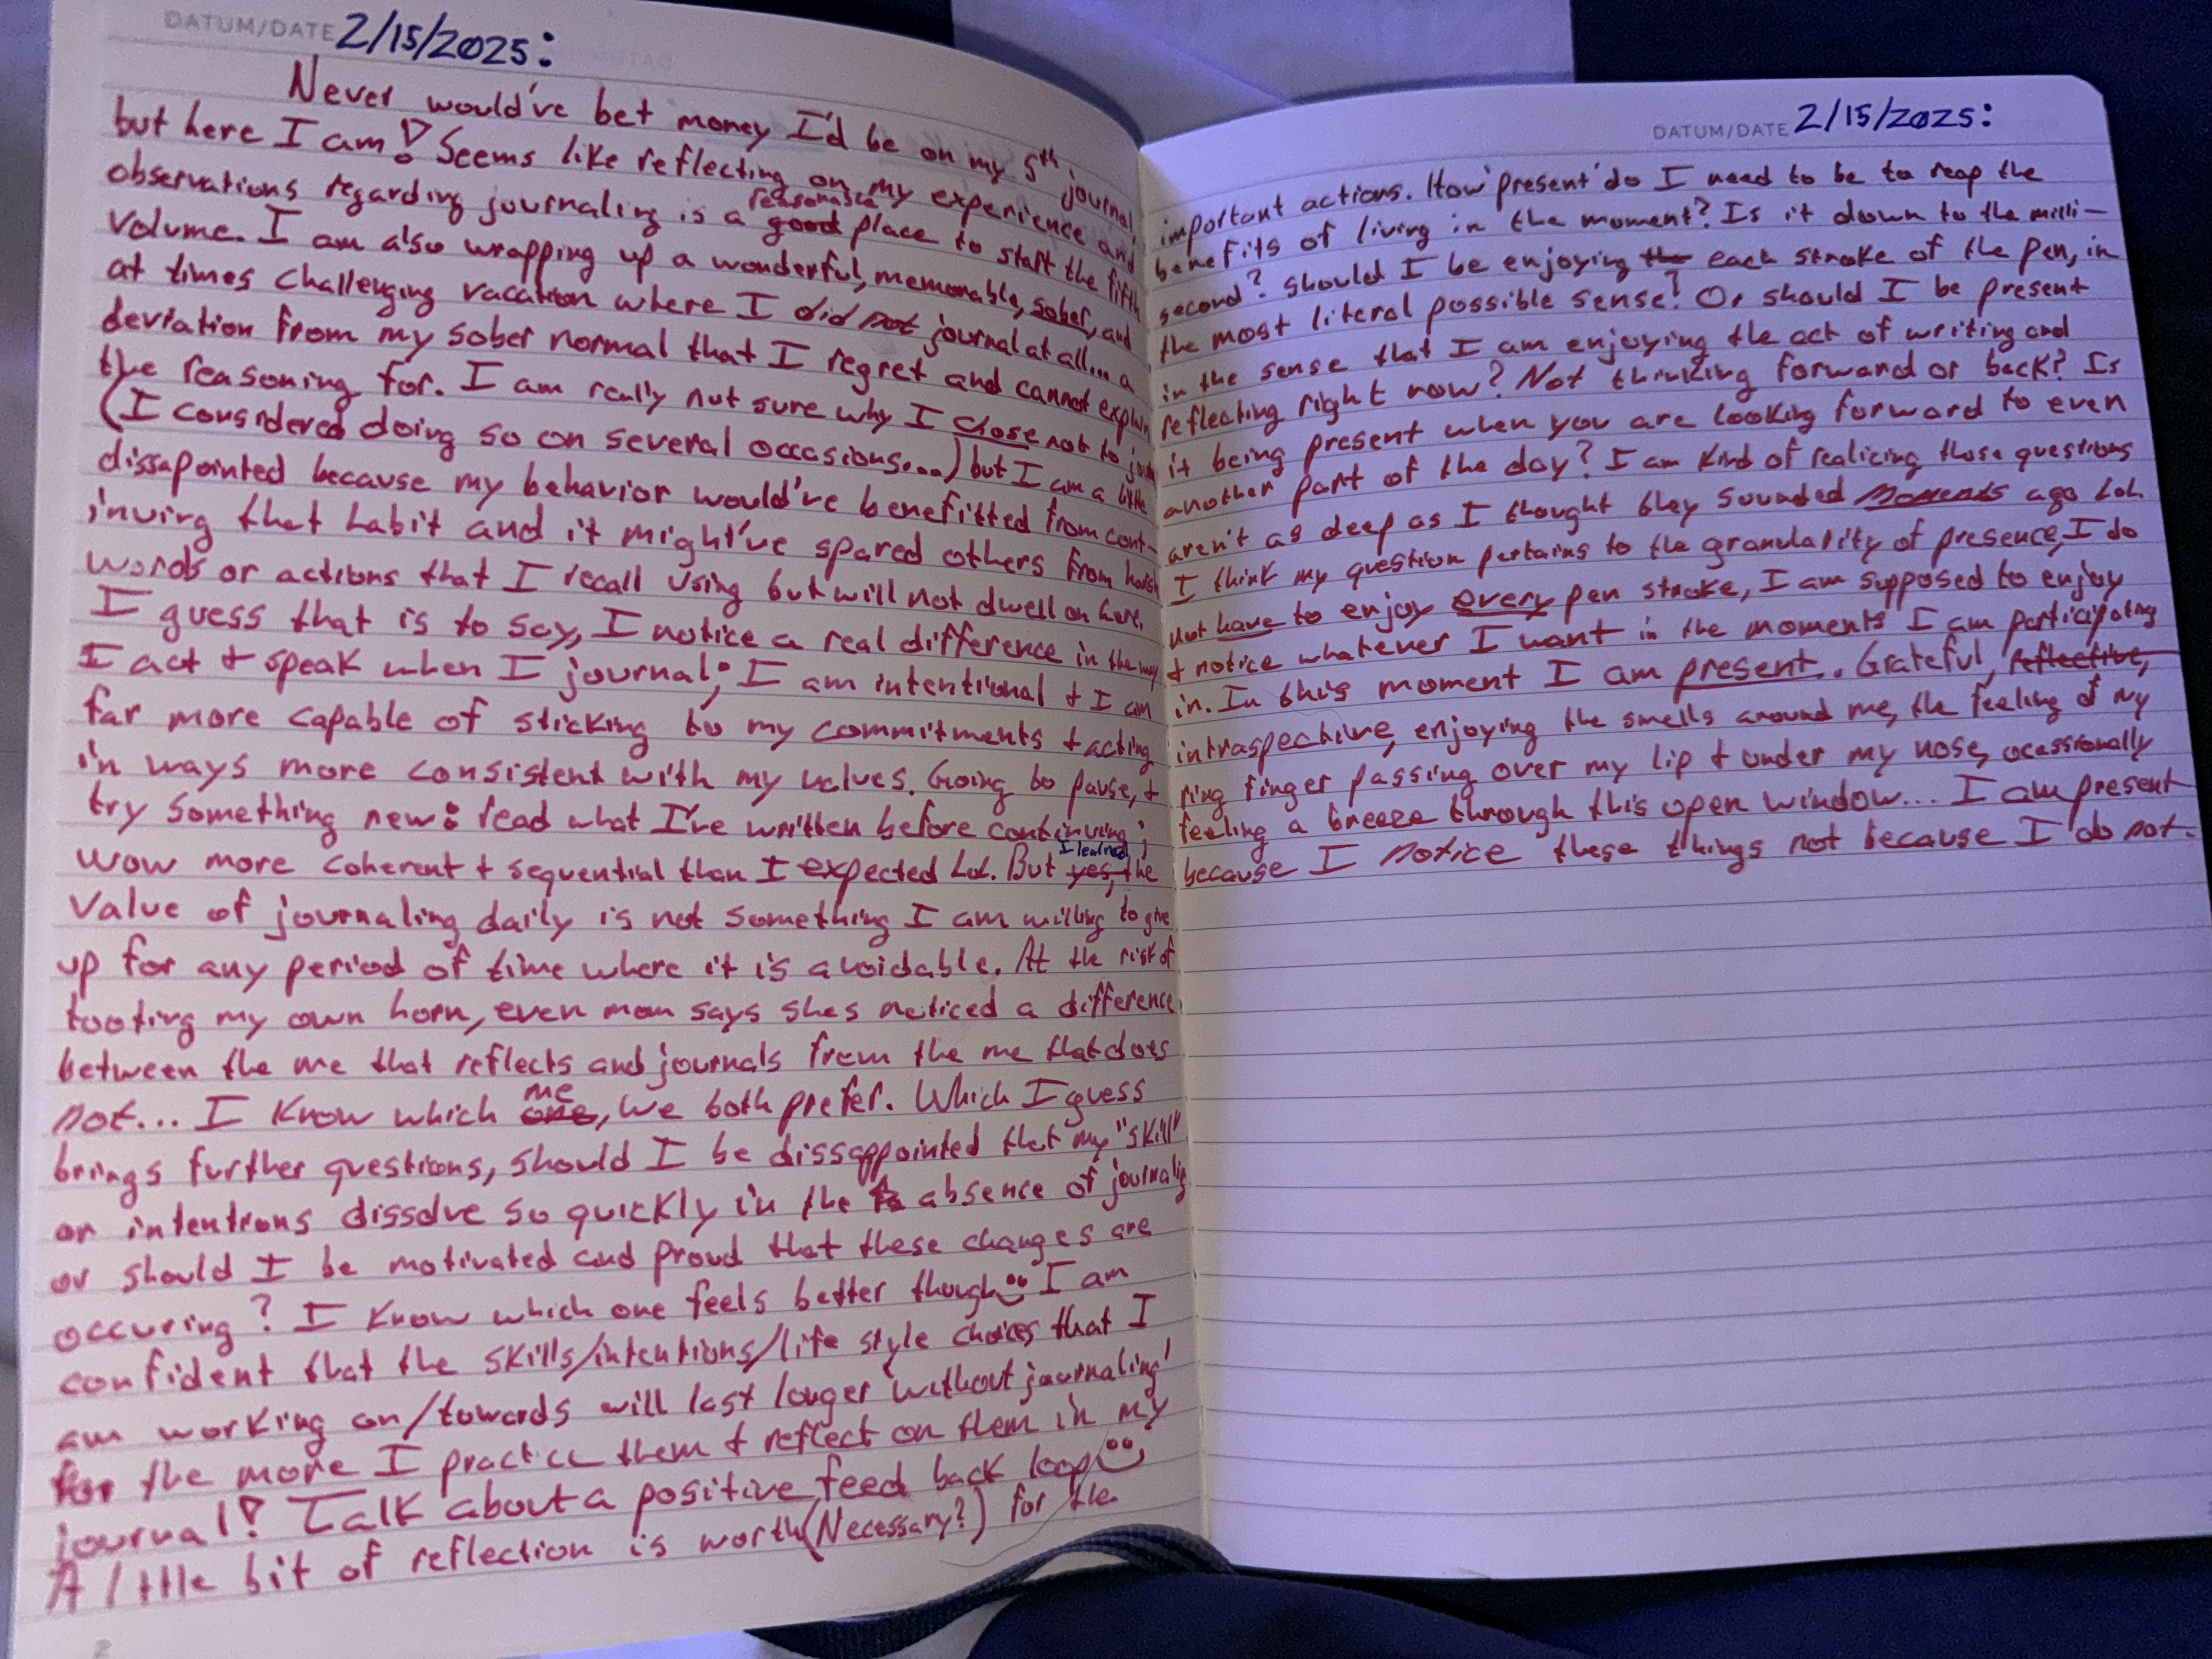 DATUM/DATE 2/15/2025:
Never would've bet money I'd be on my 5th journal
but here I am! Seems like reflecting on my experience and
observations regarding journaling is a reasonable good place to start the fifth
volume. I am also wrapping up a wonderful, memorable, sober, and
at times challenging vacation where I did not journal at all... a
deviation from my sober normal that I regret and cannot explain
the reasoning for. I am really not sure why I chose not to
(I considered doing so on several occasions...) but I am a little
dissapointed because my behavior would've benefitted from cont-
inuing that habit and it might've spared others from
words or actions that I recall using but will not dwell on here.
I guess that is to say, I notice a real difference in the way
I act + speak when I journal; I am intentional + I am
far more capable of sticking to my commitments + acting
in ways more consistent with my values. Going to pause, +
try something new: read what I've written before continuing;
wow more coherent + sequential than I expected LoL. But yes, the I learned
value of journaling daily is not something I am willing to give
up for any period of time where it is avoidable. At the risk of
tooting my own horn, even mom says shes noticed a difference
between the me that reflects and journals from the me that does
not... I know which one, me we both prefer. Which I guess
brings further questions, should I be dissappointed that my "skill"
or intentions dissolve so quickly in the absence of journaling
or should I be motivated and proud that these changes are
occuring? I know which one feels better though :) I am
confident that the skills/intentions/life style choices that I
am working on/towards will last longer without journaling
for the more I practice them + reflect on them in my
journal! Talk about a positive feed back loop :)
A little bit of reflection is worth/(Necessary?) for the
DATUM/DATE 2/15/2025:
important actions. How 'present' do I need to be to reap the
benefits of living in the moment? Is it down to the milli-
second? Should I be enjoying the each stroke of the pen, in
the most literal possible sense? Or should I be present
in the sense that I am enjoying the act of writing and
reflecting right now? Not thinking forward or back? Is
it being present when you are looking forward to even
another part of the day? I am kind of realizing those questions
aren't as deep as I thought they sounded moments ago LoL.
I think my question pertains to the granularity of presence, I do
not have to enjoy every pen stroke, I am supposed to enjoy
+ notice whatever I want in the moments I am participating
in. In this moment I am present.. Grateful, reflective,
intraspective, enjoying the smells around me, the feeling of my
ring finger passing over my lip + under my nose, ocassionally
feeling a breeze through this open window... I am present
because I notice these things not because I do not